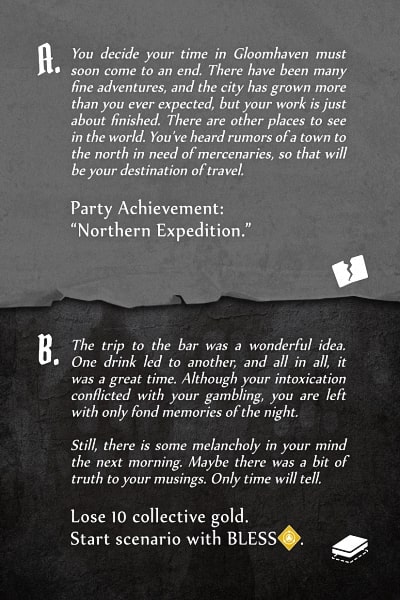 A. You decide your time in Gloomhaven must
soon come to an end. There have been many
fine adventures, and the city has grown more
than you ever expected, but your work is just
about finished. There are other places to see
in the world. You've heard rumors of a town to
the north in need of mercenaries, so that will
be your destination of travel.
Party Achievement:
“Northern Expedition.”
B. The trip to the bar was a wonderful idea.
One drink led to another, and all in all, it
was a great time. Although your intoxication
conflicted with your gambling, you are left
with only fond memories of the night.
Still, there is some melancholy in your mind
the next morning. Maybe there was a bit of
truth to your musings. Only time will tell.
Lose 10 collective gold.
Start scenario with BLESS.